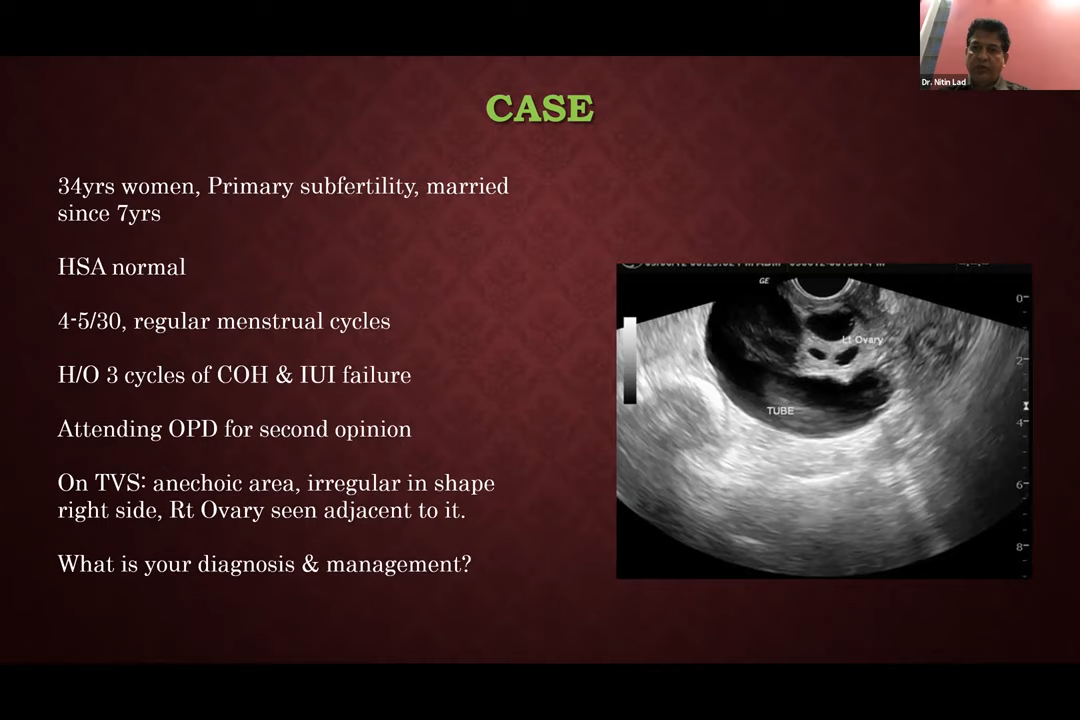 Dr. Nitin Lad
CASE
34yrs women, Primary subfertility, married
since 7yrs
HSA normal
4-5/30, regular menstrual cycles
H/O 3 cycles of COH & IUI failure
Attending OPD for second opinion
On TVS: anechoic area, irregular in shape
right side, Rt Ovary seen adjacent to it.
What is your diagnosis & management?
GE
0
Lt Ovary
2
TUBE
4
6
8